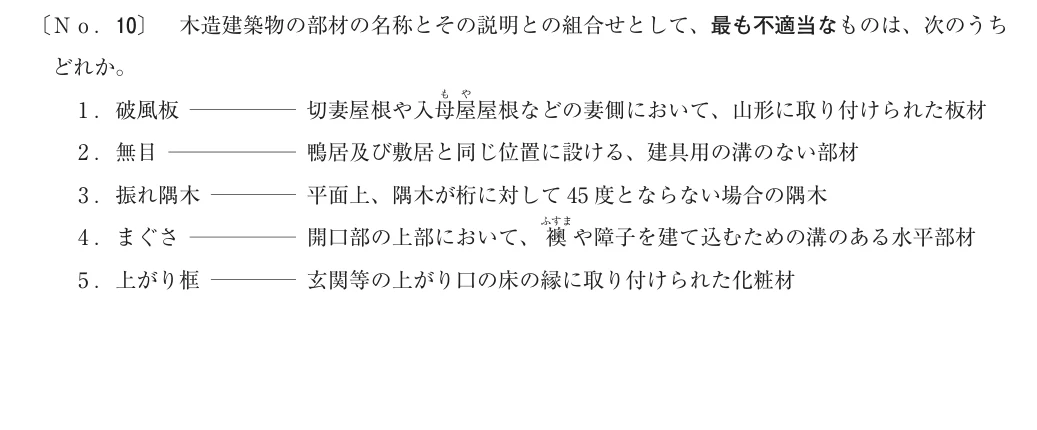 〔Ｎｏ．10〕　木造建築物の部材の名称とその説明との組合せとして、最も不適当なものは、次のうち
どれか。
１．破風板 ————— 切妻屋根や入母屋屋根などの妻側において、山形に取り付けられた板材
２．無目 —————— 鴨居及び敷居と同じ位置に設ける、建具用の溝のない部材
３．振れ隅木 ———— 平面上、隅木が桁に対して45度とならない場合の隅木
４．まぐさ ————— 開口部の上部において、襖や障子を建て込むための溝のある水平部材
５．上がり框 ———— 玄関等の上がり口の床の縁に取り付けられた化粧材